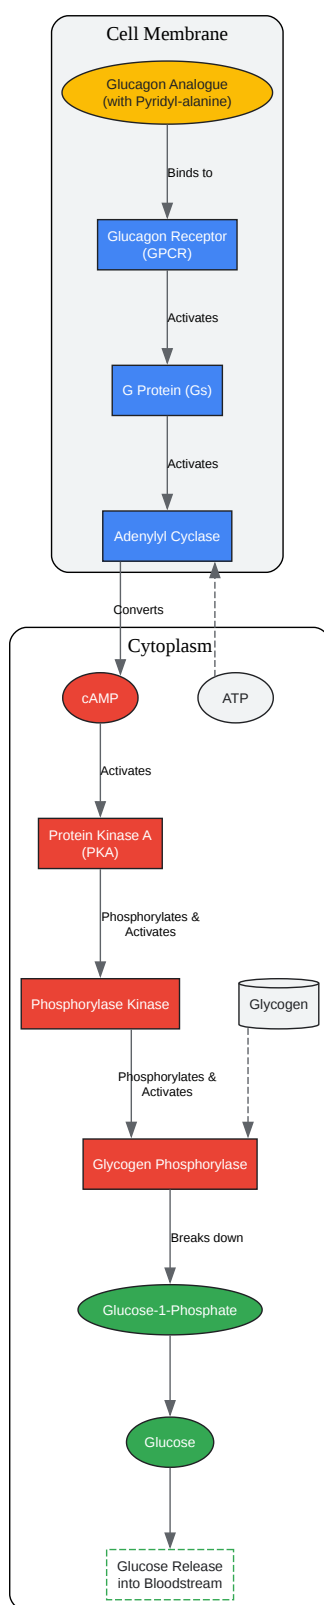 Cell Membrane
Glucagon Analogue
(with Pyridyl-alanine)
Binds to
Glucagon Receptor
(GPCR)
Activates
G Protein (Gs)
Activates
Adenylyl Cyclase
Converts
Cytoplasm
cAMP
ATP
Activates
Protein Kinase A
(PKA)
Phosphorylates &
Activates
Phosphorylase Kinase
Glycogen
Phosphorylates &
Activates
Glycogen Phosphorylase
Breaks down
Glucose-1-Phosphate
Glucose
Glucose Release
into Bloodstream